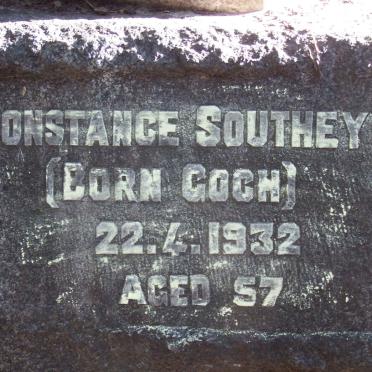 ONSTANCE SOUTHEY
(BORN GOCH)
22.4.1932
AGED 57